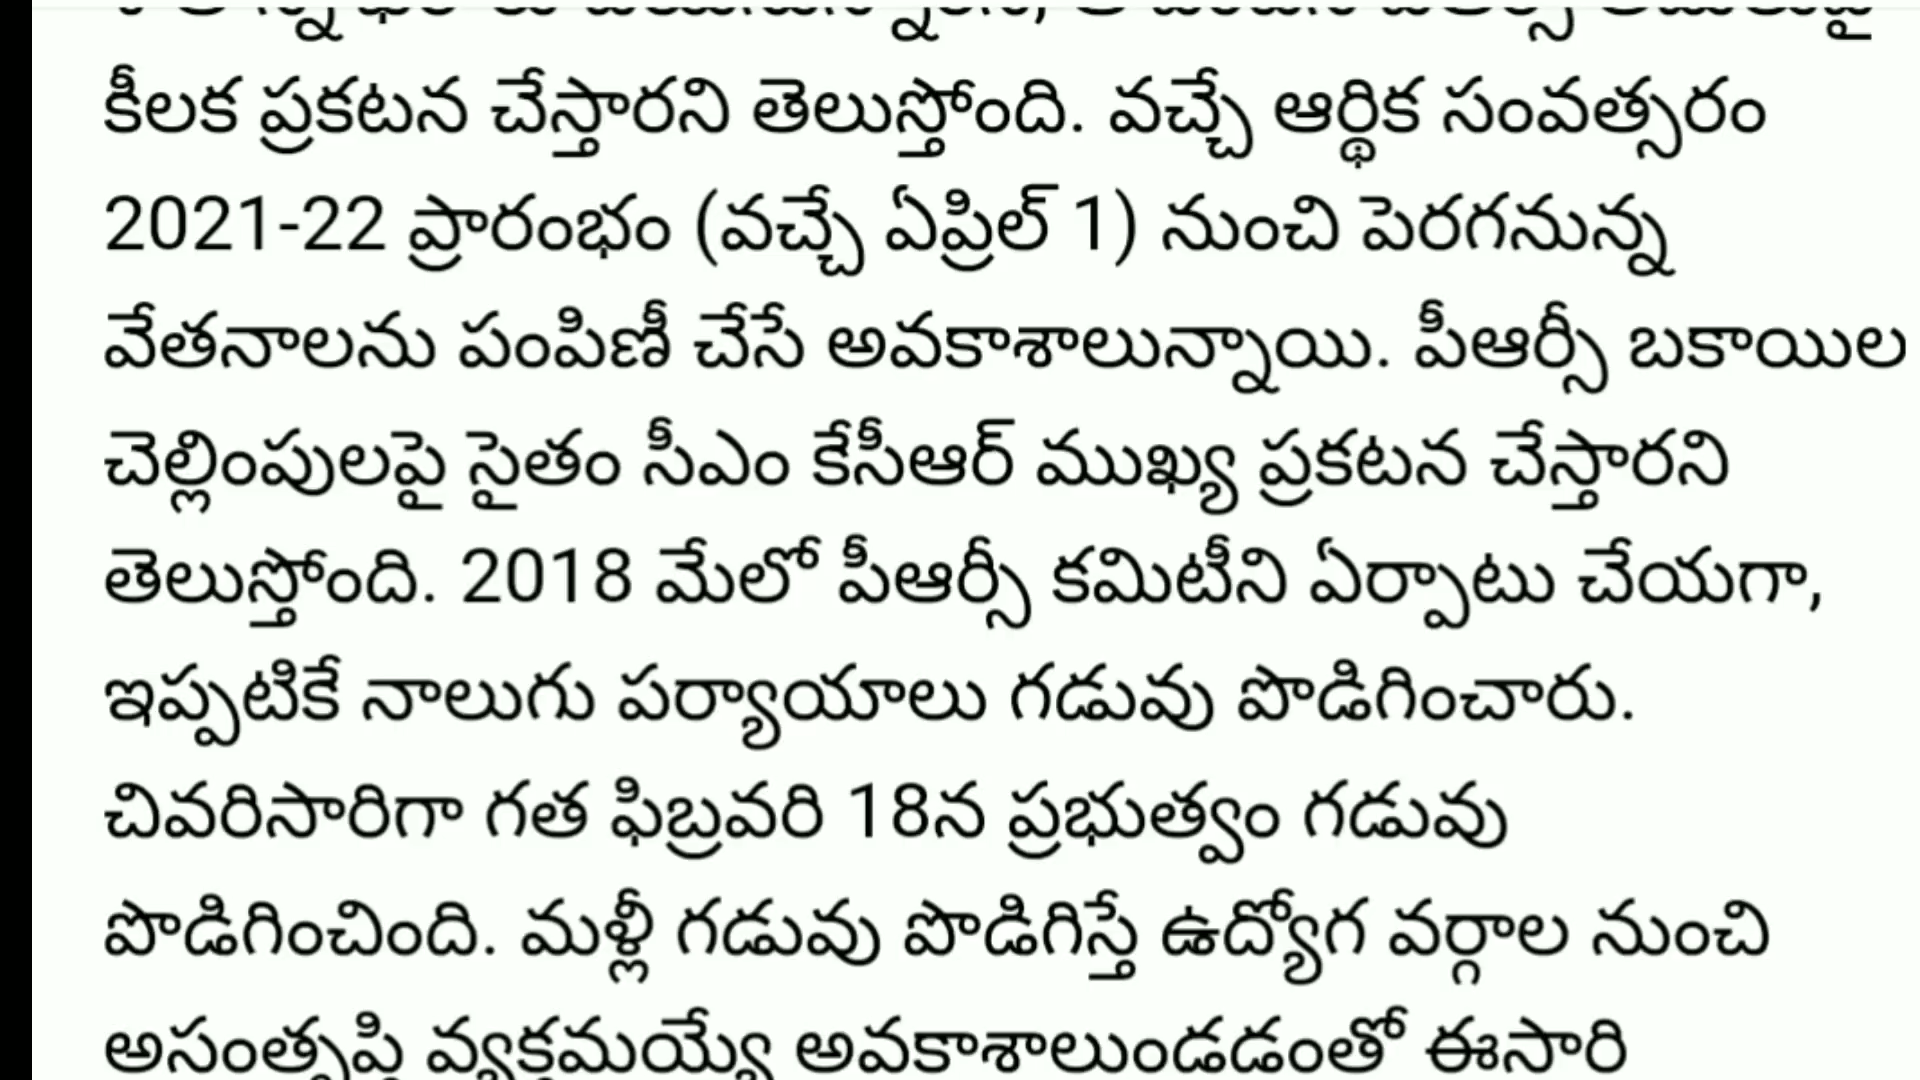 కీలక ప్రకటన చేస్తారని తెలుస్తోంది. వచ్చే ఆర్థిక సంవత్సరం
2021-22 ప్రారంభం (వచ్చే ఏప్రిల్ 1) నుంచి పెరగనున్న
వేతనాలను పంపిణీ చేసే అవకాశాలున్నాయి. పీఆర్సీ బకాయిల
చెల్లింపులపై సైతం సీఎం కేసీఆర్ ముఖ్య ప్రకటన చేస్తారని
తెలుస్తోంది. 2018 మేలో పీఆర్సీ కమిటీని ఏర్పాటు చేయగా,
ఇప్పటికే నాలుగు పర్యాయాలు గడువు పొడిగించారు.
చివరిసారిగా గత ఫిబ్రవరి 18న ప్రభుత్వం గడువు
పొడిగించింది. మళ్లీ గడువు పొడిగిస్తే ఉద్యోగ వర్గాల నుంచి
అసంతృప్తి వ్యక్తమయ్యే అవకాశాలుండడంతో ఈసారి